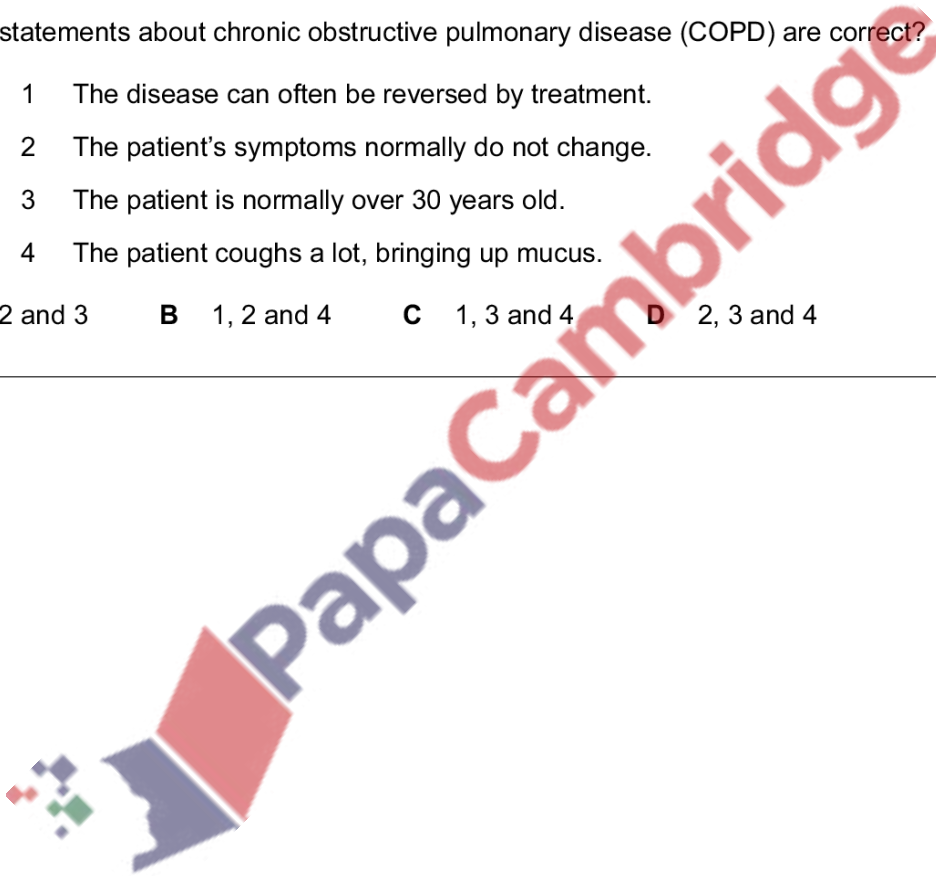 statements about chronic obstructive pulmonary disease (COPD) are correct?
1 The disease can often be reversed by treatment.
2 The patient’s symptoms normally do not change.
3 The patient is normally over 30 years old.
4 The patient coughs a lot, bringing up mucus.
2 and 3 B 1, 2 and 4 C 1, 3 and 4 D 2, 3 and 4
PapaCambridge